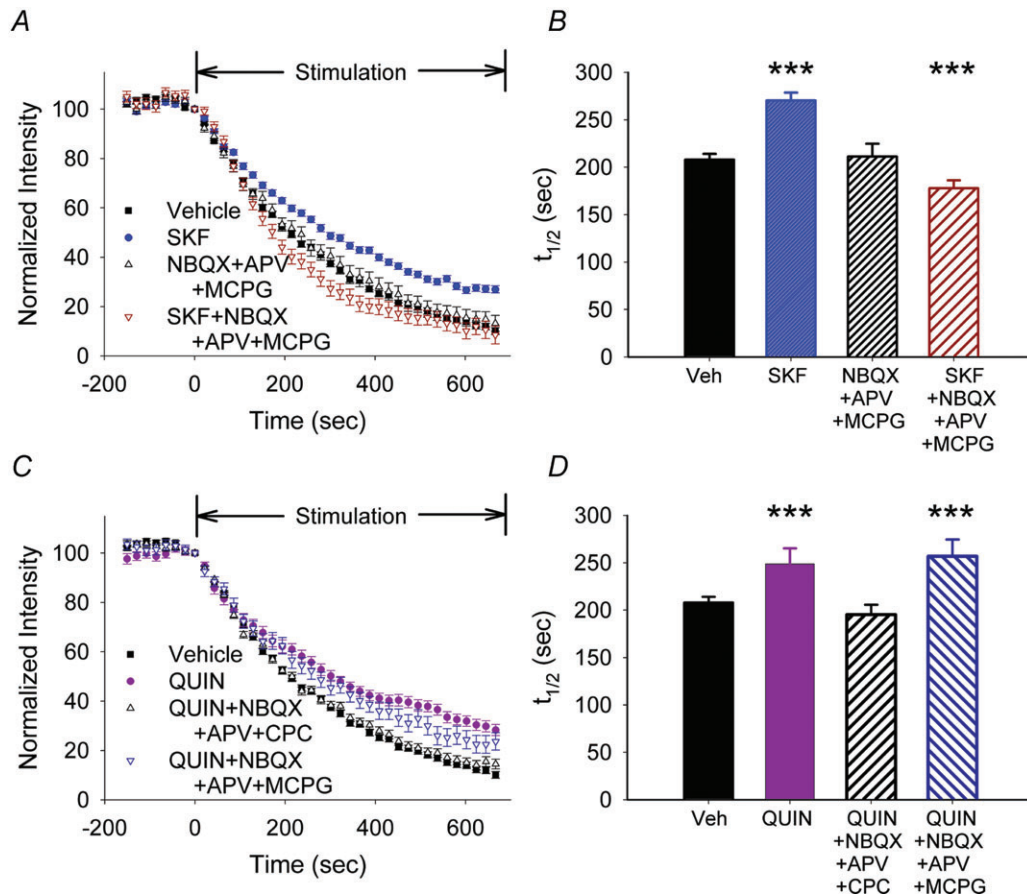 A
Stimulation
Normalized Intensity
100
80
60
40
20
0
Vehicle
SKF
NBQX+APV
+MCPG
SKF+NBQX
+APV+MCPG
-200 0 200 400 600
Time (sec)
B
t1/2 (sec)
300
250
200
150
100
50
0
*** ***
Veh SKF NBQX SKF
+APV +NBQX
+MCPG +APV
+MCPG
C
Stimulation
Normalized Intensity
100
80
60
40
20
0
Vehicle
QUIN
QUIN+NBQX
+APV+CPC
QUIN+NBQX
+APV+MCPG
-200 0 200 400 600
Time (sec)
D
t1/2 (sec)
300
250
200
150
100
50
0
*** ***
Veh QUIN QUIN QUIN
+NBQX +NBQX
+APV +APV
+CPC +MCPG